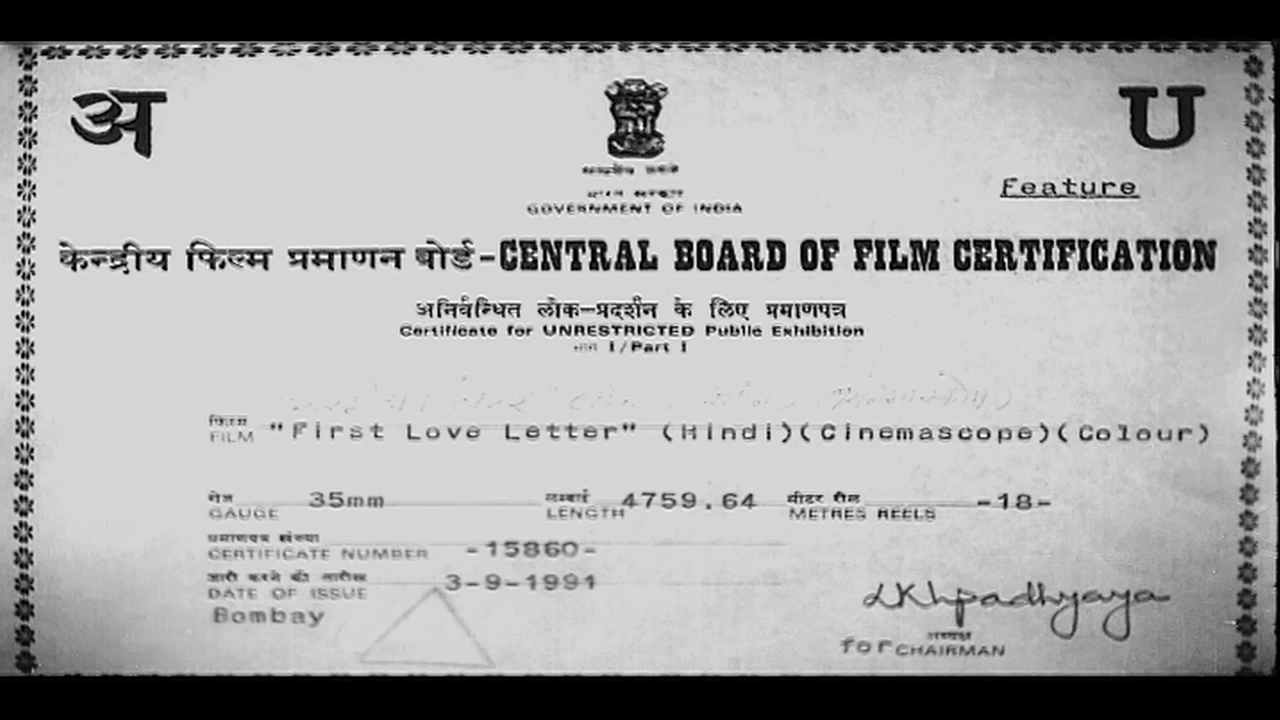 अ
U
Feature
GOVERNMENT OF INDIA
केन्द्रीय फिल्म प्रमाणन बोर्ड-CENTRAL BOARD OF FILM CERTIFICATION
अनिर्बन्धित लोक-प्रदर्शन के लिए प्रमाणपत्र
Certificate for UNRESTRICTED Public Exhibition
भाग I/Part I
फिल्म
FILM "First Love Letter" (Hindi)(Cinemascope)(Colour)
गेज 35mm लम्बाई 4759.64 मीटर रील -18-
GAUGE LENGTH METRES REELS
प्रमाणपत्र संख्या
CERTIFICATE NUMBER -15860-
जारी करने की तारीख 3-9-1991
DATE OF ISSUE
Bombay
अध्यक्ष
for CHAIRMAN